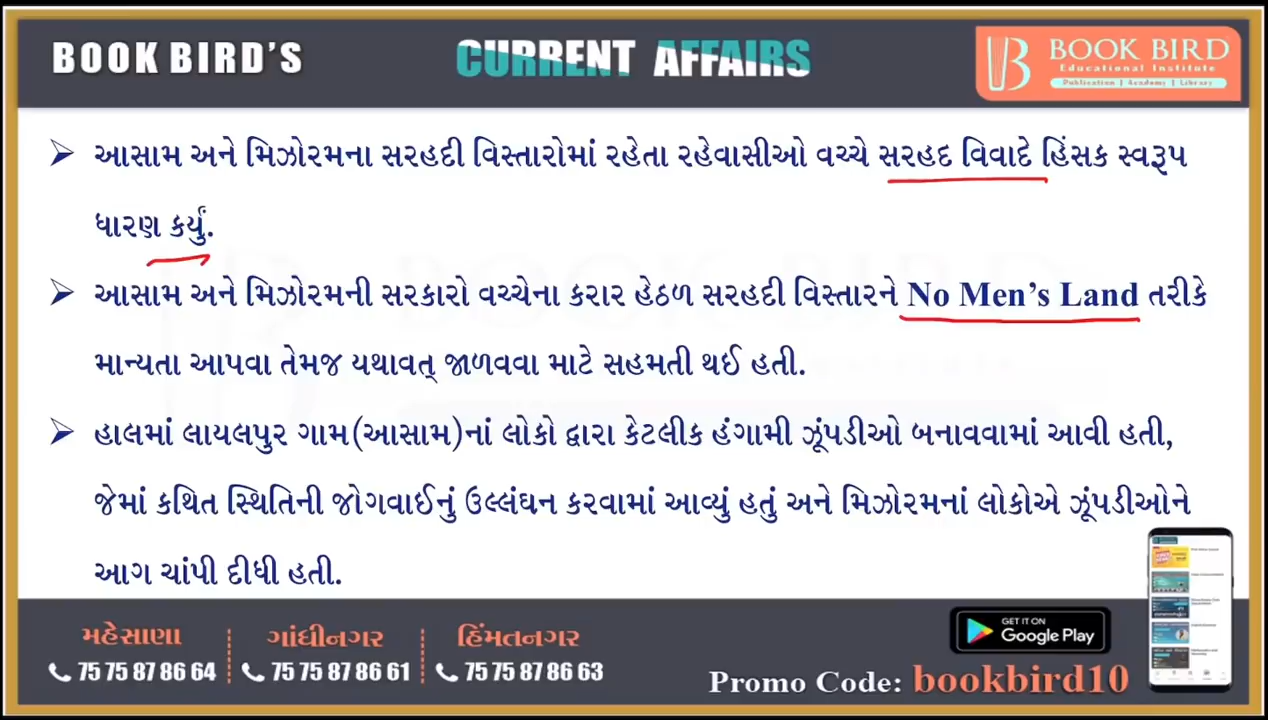 BOOK BIRD'S
CURRENT AFFAIRS
BOOK BIRD
Educational Institute
Publication | Academy | Library
➢ આસામ અને મિઝોરમના સરહદી વિસ્તારોમાં રહેતા રહેવાસીઓ વચ્ચે સરહદ વિવાદે હિંસક સ્વરૂપ
ધારણ કર્યું.
➢ આસામ અને મિઝોરમની સરકારો વચ્ચેના કરાર હેઠળ સરહદી વિસ્તારને No Men's Land તરીકે
માન્યતા આપવા તેમજ યથાવત્ જાળવવા માટે સહમતી થઈ હતી.
➢ હાલમાં લાયલપુર ગામ(આસામ)નાં લોકો દ્વારા કેટલીક હંગામી ઝૂંપડીઓ બનાવવામાં આવી હતી,
જેમાં કથિત સ્થિતિની જોગવાઈનું ઉલ્લંઘન કરવામાં આવ્યું હતું અને મિઝોરમનાં લોકોએ ઝૂંપડીઓને
આગ ચાંપી દીધી હતી.
મહેસાણા
75 75 87 86 64
ગાંધીનગર
75 75 87 86 61
હિંમતનગર
75 75 87 86 63
GET IT ON
Google Play
Promo Code: bookbird10